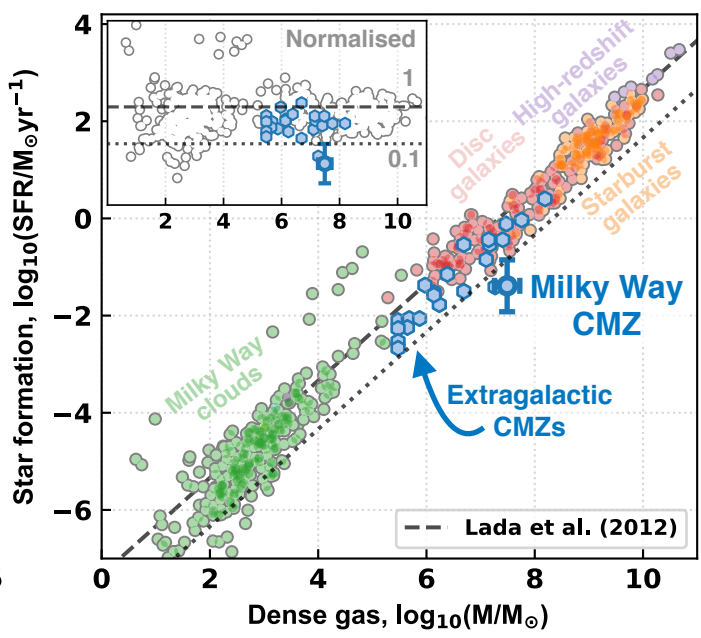 Normalised
1
0.1
2 4 6 8 10
4
2
0
−2
−4
−6
Star formation, log₁₀(SFR/M⊙yr⁻¹)
High-redshift
galaxies
Disc
galaxies
Starburst
galaxies
Milky Way
CMZ
Milky Way
clouds
Extragalactic
CMZs
Lada et al. (2012)
0 2 4 6 8 10
Dense gas, log₁₀(M/M⊙)